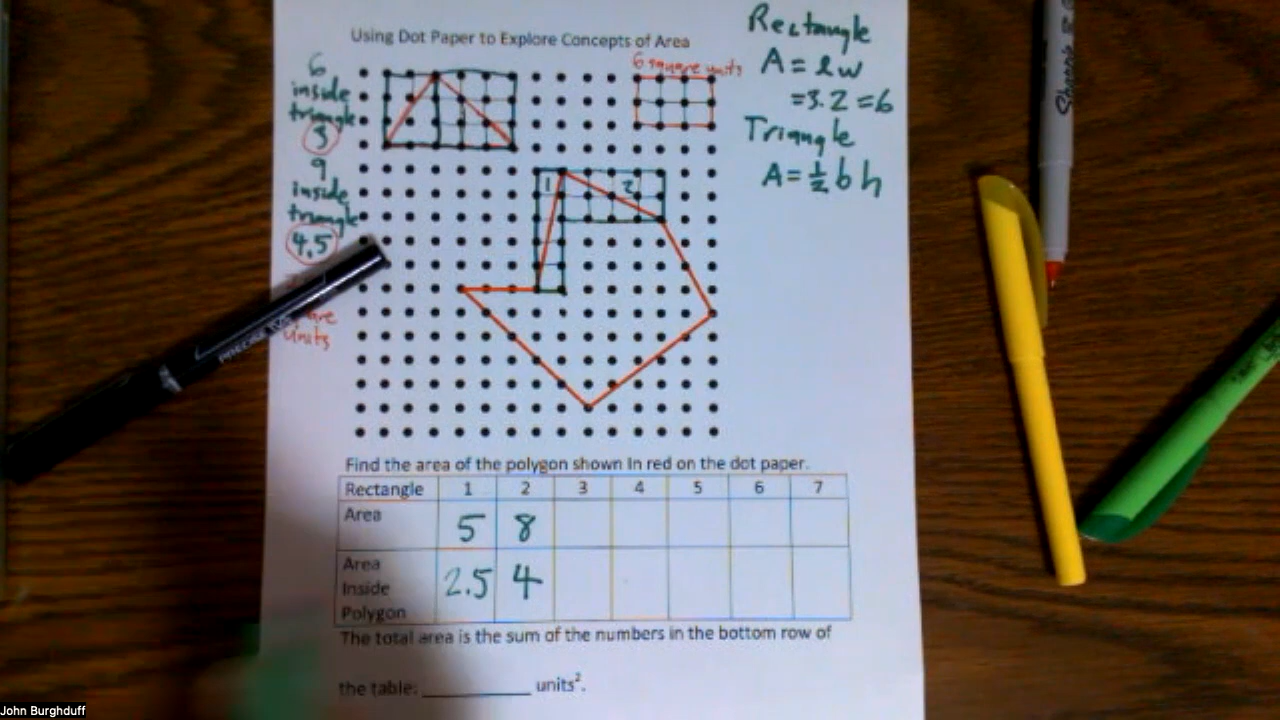 Using Dot Paper to Explore Concepts of Area
6
inside
triangle
3
9
inside
triangle
4.5
units
6 square units
Rectangle
A = lw
=3.2 =6
Triangle
A= 1/2 b h
1
2
Find the area of the polygon shown in red on the dot paper.
Rectangle 1 2 3 4 5 6 7
Area 5 8
Area Inside Polygon 2.5 4
The total area is the sum of the numbers in the bottom row of
the table: __________ units².
Sharpie
John Burghduff